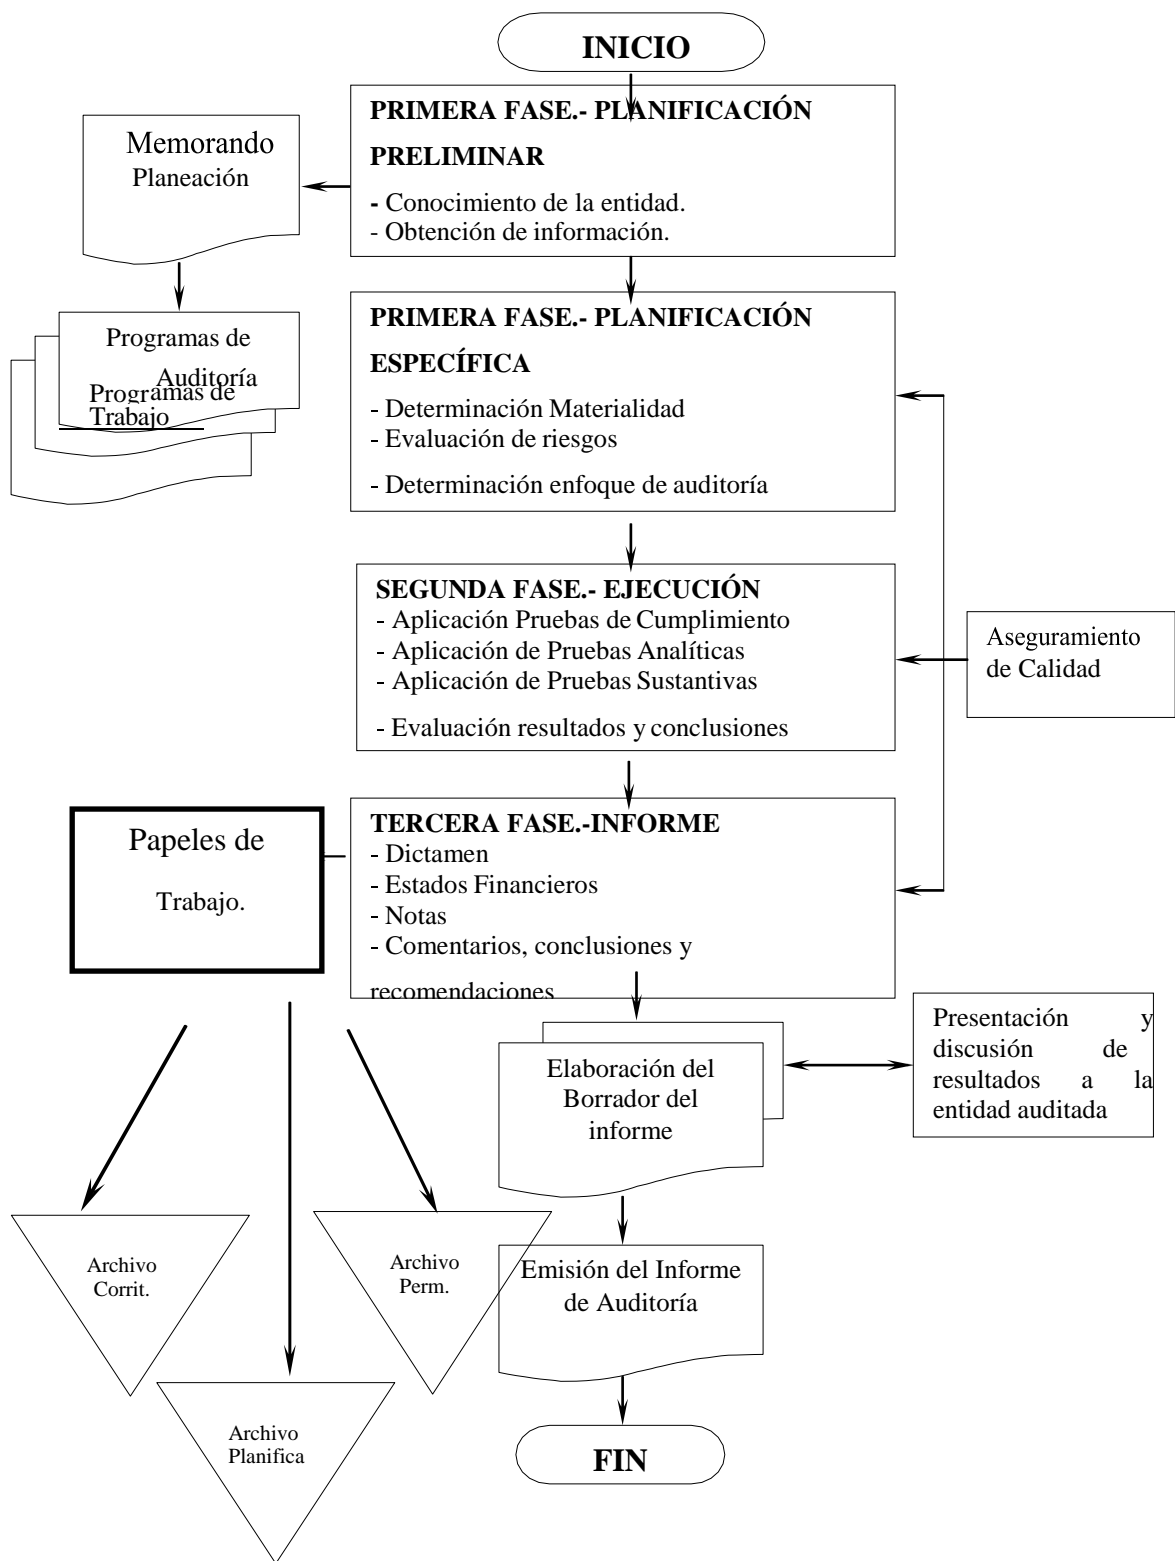 INICIO
PRIMERA FASE.- PLANIFICACIÓN
PRELIMINAR
- Conocimiento de la entidad.
- Obtención de información.
Memorando
Planeación
Programas de
Auditoría
Programas de
Trabajo
PRIMERA FASE.- PLANIFICACIÓN
ESPECÍFICA
- Determinación Materialidad
- Evaluación de riesgos
- Determinación enfoque de auditoría
SEGUNDA FASE.- EJECUCIÓN
- Aplicación Pruebas de Cumplimiento
- Aplicación de Pruebas Analíticas
- Aplicación de Pruebas Sustantivas
- Evaluación resultados y conclusiones
Aseguramiento
de Calidad
Papeles de
Trabajo.
TERCERA FASE.-INFORME
- Dictamen
- Estados Financieros
- Notas
- Comentarios, conclusiones y
recomendaciones
Presentación y
discusión de
resultados a la
entidad auditada
Elaboración del
Borrador del
informe
Archivo
Corrit.
Archivo
Perm.
Archivo
Planifica
Emisión del Informe
de Auditoría
FIN